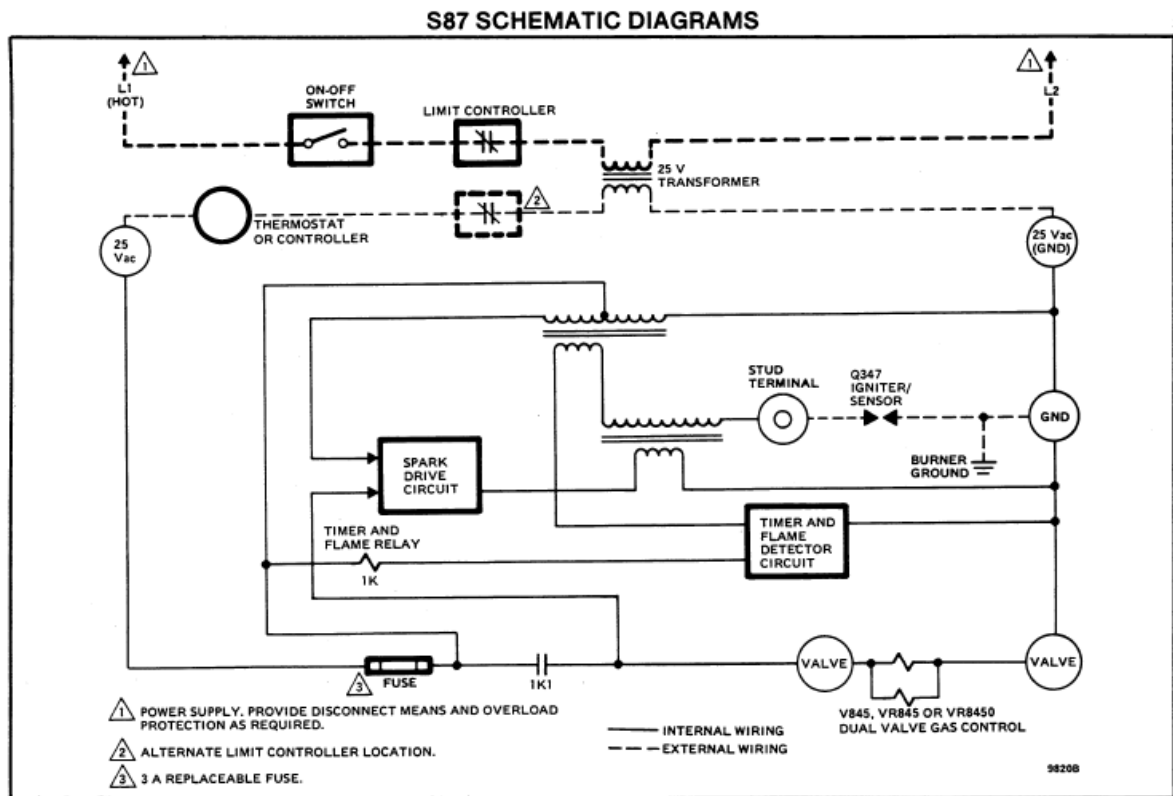 S87 SCHEMATIC DIAGRAMS
1
L1
(HOT)
ON-OFF
SWITCH
LIMIT CONTROLLER
1
L2
25 V
TRANSFORMER
2
THERMOSTAT
OR CONTROLLER
25
Vac
25 Vac
(GND)
STUD
TERMINAL
Q347
IGNITER/
SENSOR
GND
BURNER
GROUND
SPARK
DRIVE
CIRCUIT
TIMER AND
FLAME RELAY
1K
TIMER AND
FLAME
DETECTOR
CIRCUIT
3
FUSE
1K1
VALVE
VALVE
V845, VR845 OR VR8450
DUAL VALVE GAS CONTROL
1 POWER SUPPLY. PROVIDE DISCONNECT MEANS AND OVERLOAD
PROTECTION AS REQUIRED.
2 ALTERNATE LIMIT CONTROLLER LOCATION.
3 3 A REPLACEABLE FUSE.
INTERNAL WIRING
EXTERNAL WIRING
9820B